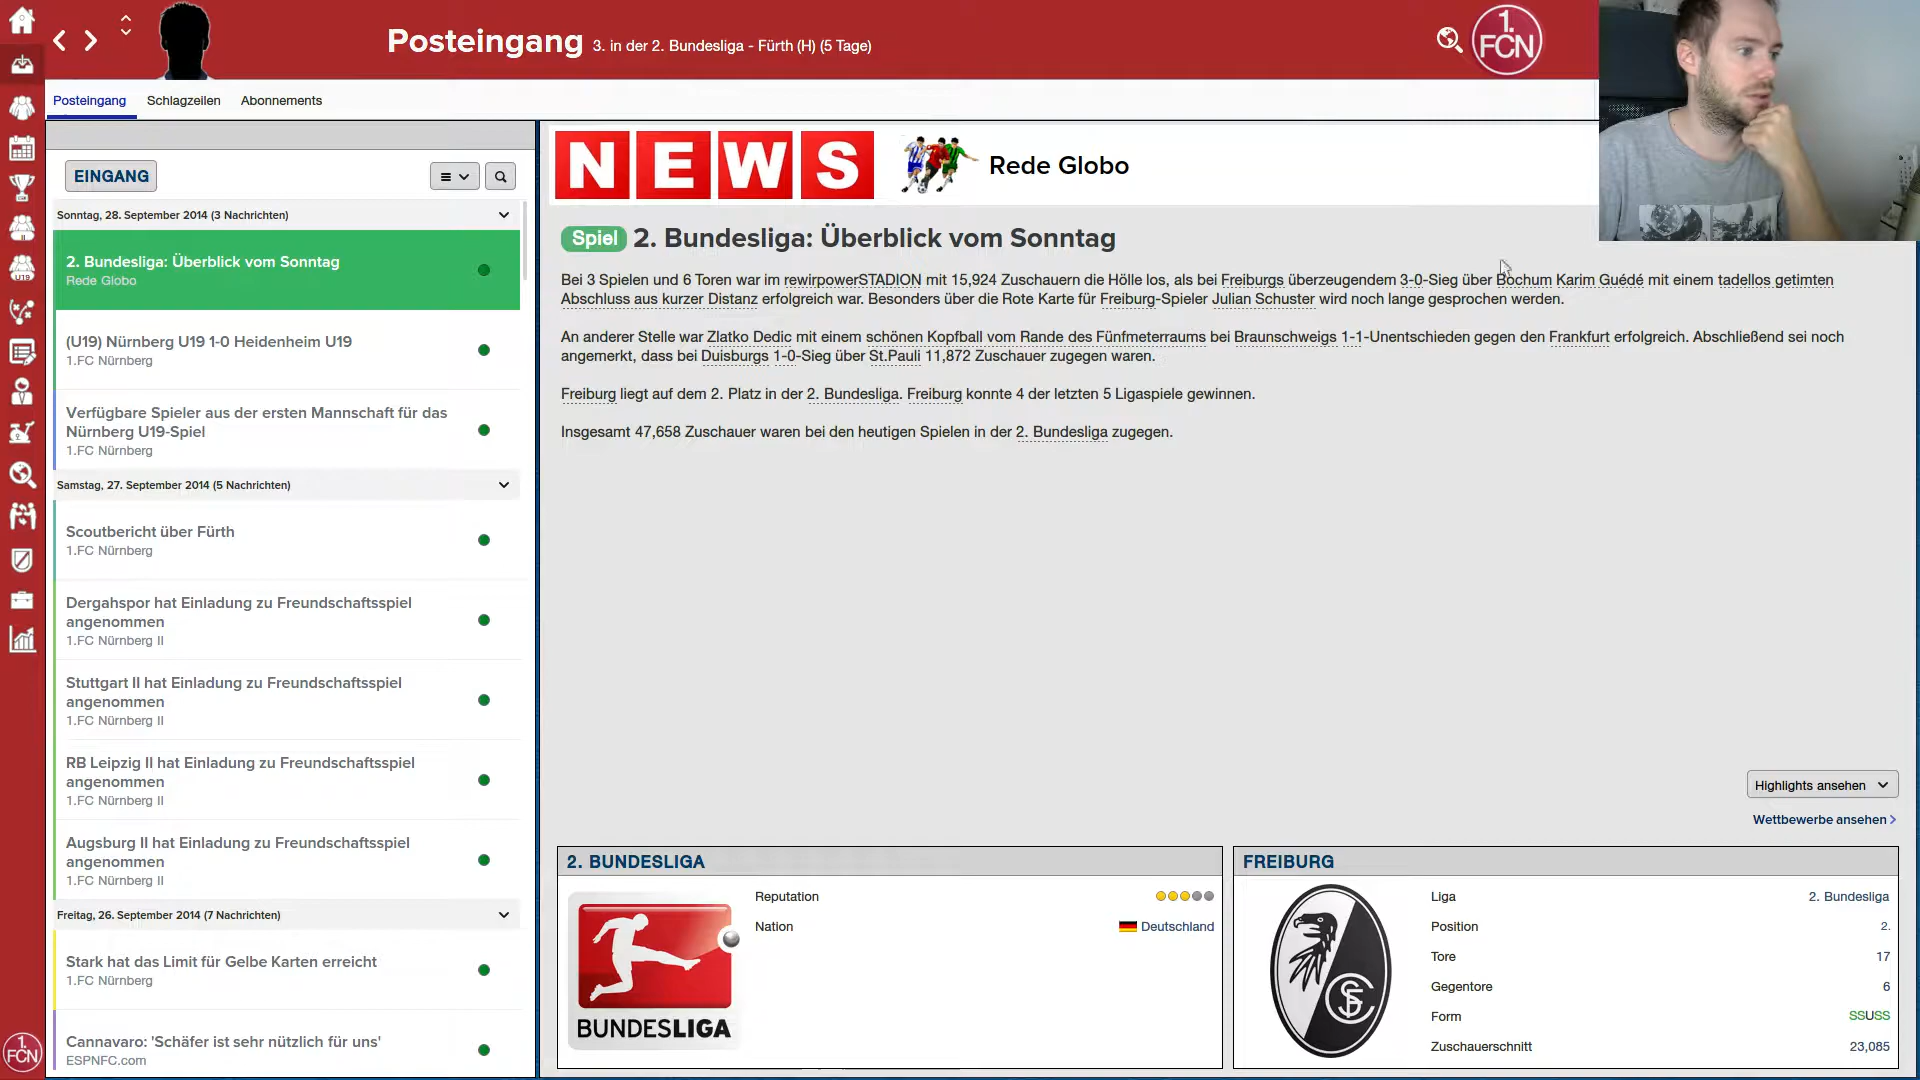 Posteingang 3. in der 2. Bundesliga - Fürth (H) (5 Tage)
1. FCN
Posteingang Schlagzeilen Abonnements
EINGANG
Sonntag, 28. September 2014 (3 Nachrichten)
2. Bundesliga: Überblick vom Sonntag
Rede Globo
(U19) Nürnberg U19 1-0 Heidenheim U19
1.FC Nürnberg
Verfügbare Spieler aus der ersten Mannschaft für das
Nürnberg U19-Spiel
1.FC Nürnberg
Samstag, 27. September 2014 (5 Nachrichten)
Scoutbericht über Fürth
1.FC Nürnberg
Dergahspor hat Einladung zu Freundschaftsspiel
angenommen
1.FC Nürnberg II
Stuttgart II hat Einladung zu Freundschaftsspiel
angenommen
1.FC Nürnberg II
RB Leipzig II hat Einladung zu Freundschaftsspiel
angenommen
1.FC Nürnberg II
Augsburg II hat Einladung zu Freundschaftsspiel
angenommen
1.FC Nürnberg II
Freitag, 26. September 2014 (7 Nachrichten)
Stark hat das Limit für Gelbe Karten erreicht
1.FC Nürnberg
Cannavaro: 'Schäfer ist sehr nützlich für uns'
ESPNFC.com
II
U19
1. FCN
NEWS Rede Globo
Spiel 2. Bundesliga: Überblick vom Sonntag
Bei 3 Spielen und 6 Toren war im rewirpowerSTADION mit 15,924 Zuschauern die Hölle los, als bei Freiburgs überzeugendem 3-0-Sieg über Bochum Karim Guédé mit einem tadellos getimten
Abschluss aus kurzer Distanz erfolgreich war. Besonders über die Rote Karte für Freiburg-Spieler Julian Schuster wird noch lange gesprochen werden.
An anderer Stelle war Zlatko Dedic mit einem schönen Kopfball vom Rande des Fünfmeterraums bei Braunschweigs 1-1-Unentschieden gegen den Frankfurt erfolgreich. Abschließend sei noch
angemerkt, dass bei Duisburgs 1-0-Sieg über St.Pauli 11,872 Zuschauer zugegen waren.
Freiburg liegt auf dem 2. Platz in der 2. Bundesliga. Freiburg konnte 4 der letzten 5 Ligaspiele gewinnen.
Insgesamt 47,658 Zuschauer waren bei den heutigen Spielen in der 2. Bundesliga zugegen.
Highlights ansehen
Wettbewerbe ansehen >
2. BUNDESLIGA
Reputation
Nation Deutschland
BUNDESLIGA
FREIBURG
Liga 2. Bundesliga
Position 2.
Tore 17
Gegentore 6
Form SSUSS
Zuschauerschnitt 23,085